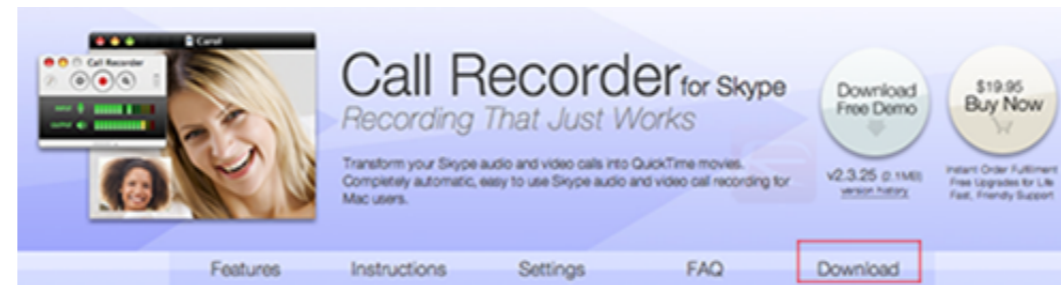 Carol
Call Recorder
INPUT
OUTPUT
Call Recorder for Skype
Recording That Just Works
Transform your Skype audio and video calls into QuickTime movies.
Completely automatic, easy to use Skype audio and video call recording for
Mac users.
Download
Free Demo
v2.3.25 (2.1MB)
version history
$19.95
Buy Now
Instant Order Fulfillment
Free Upgrades for Life
Fast, Friendly Support
Features
Instructions
Settings
FAQ
Download